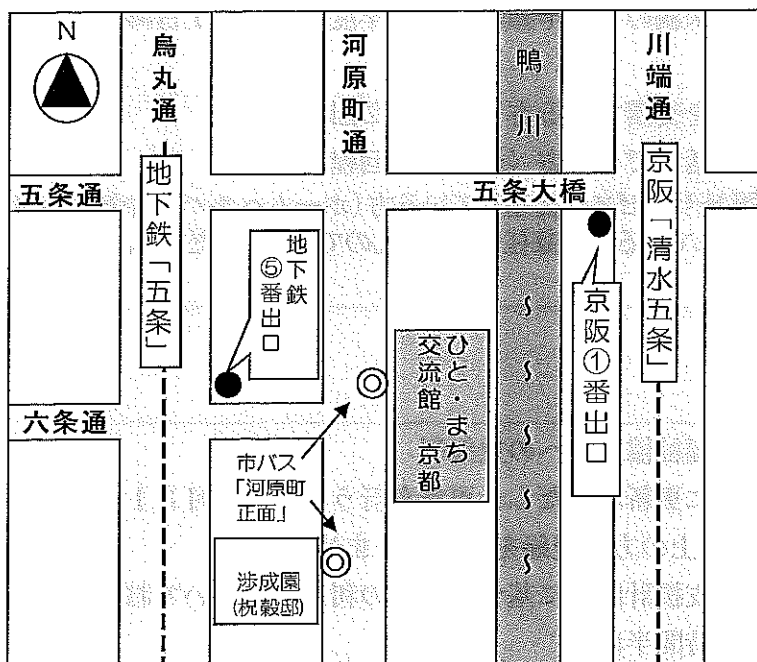 N
烏丸通
河原町通
鴨川
川端通
五条通
五条大橋
地下鉄「五条」
地下鉄
⑤番出口
京阪「清水五条」
京阪①番出口
ひと・まち
交流館 京都
六条通
市バス
「河原町
正面」
渉成園
(枳殻邸)